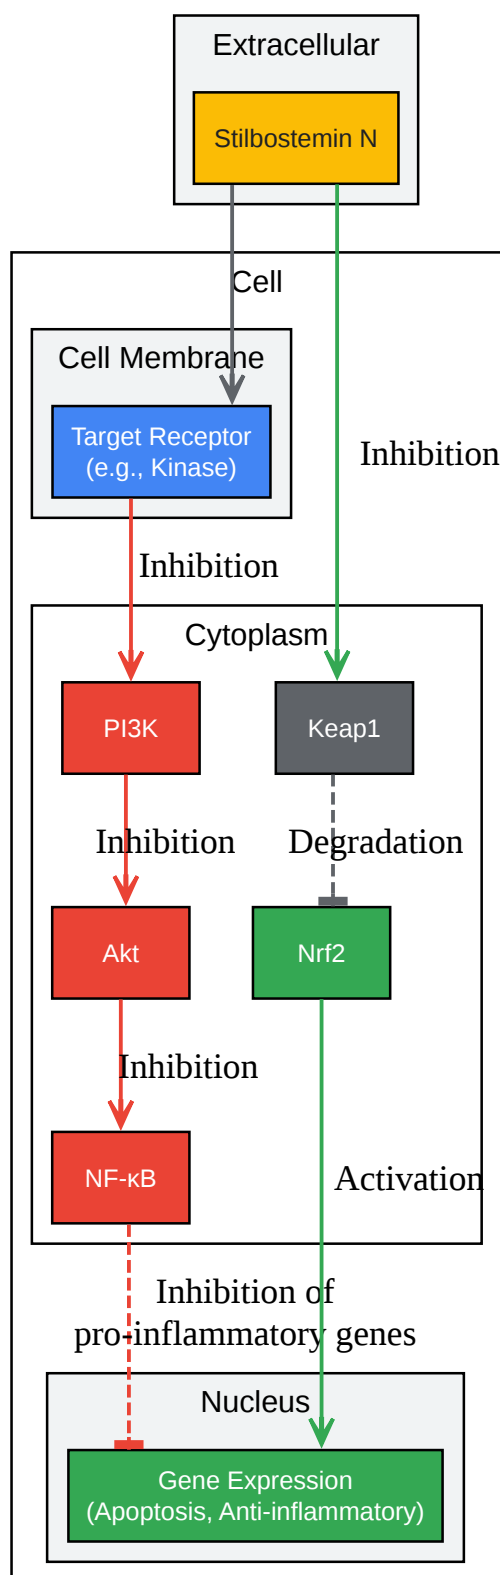 Extracellular
Stilbostemin N
Cell
Cell Membrane
Target Receptor
(e.g., Kinase)
Inhibition
Inhibition
Cytoplasm
PI3K
Keap1
Inhibition
Degradation
Akt
Nrf2
Inhibition
NF-κB
Activation
Inhibition of
pro-inflammatory genes
Nucleus
Gene Expression
(Apoptosis, Anti-inflammatory)